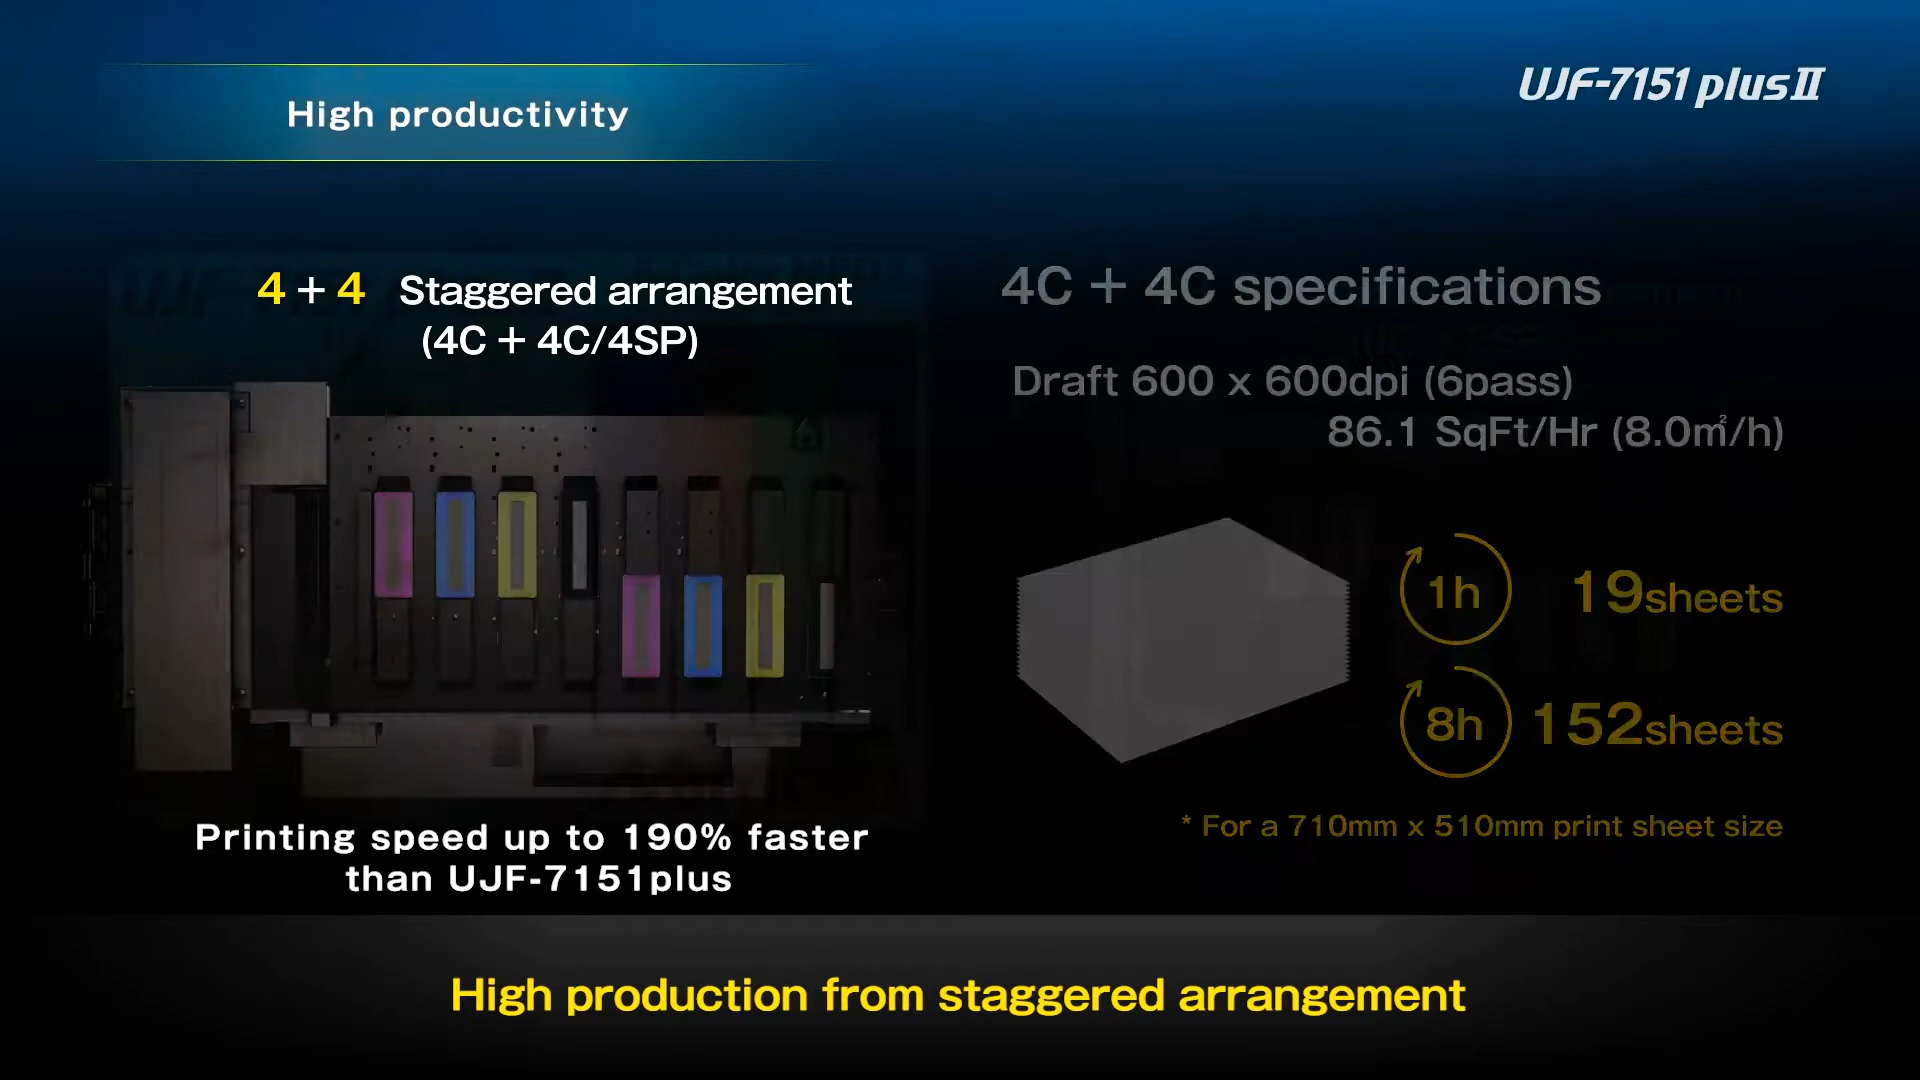 High productivity
UJF-7151 plusII
4 + 4 Staggered arrangement
(4C + 4C/4SP)
Printing speed up to 190% faster
than UJF-7151plus
4C + 4C specifications
Draft 600 x 600dpi (6pass)
86.1 SqFt/Hr (8.0㎡/h)
1h 19sheets
8h 152sheets
* For a 710mm x 510mm print sheet size
High production from staggered arrangement